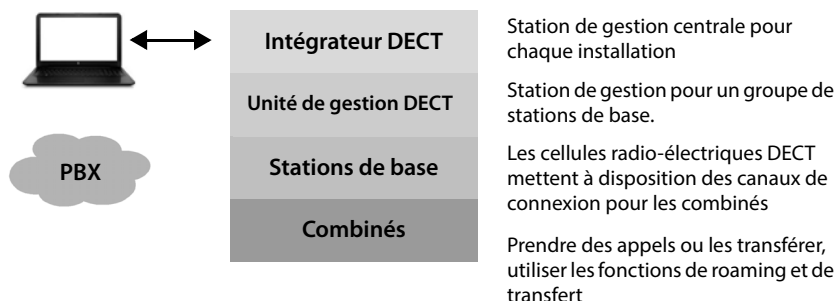 Intégrateur DECT
Station de gestion centrale pour
chaque installation
Unité de gestion DECT
Station de gestion pour un groupe de
stations de base.
PBX
Stations de base
Les cellules radio-électriques DECT
mettent à disposition des canaux de
connexion pour les combinés
Combinés
Prendre des appels ou les transférer,
utiliser les fonctions de roaming et de
transfert